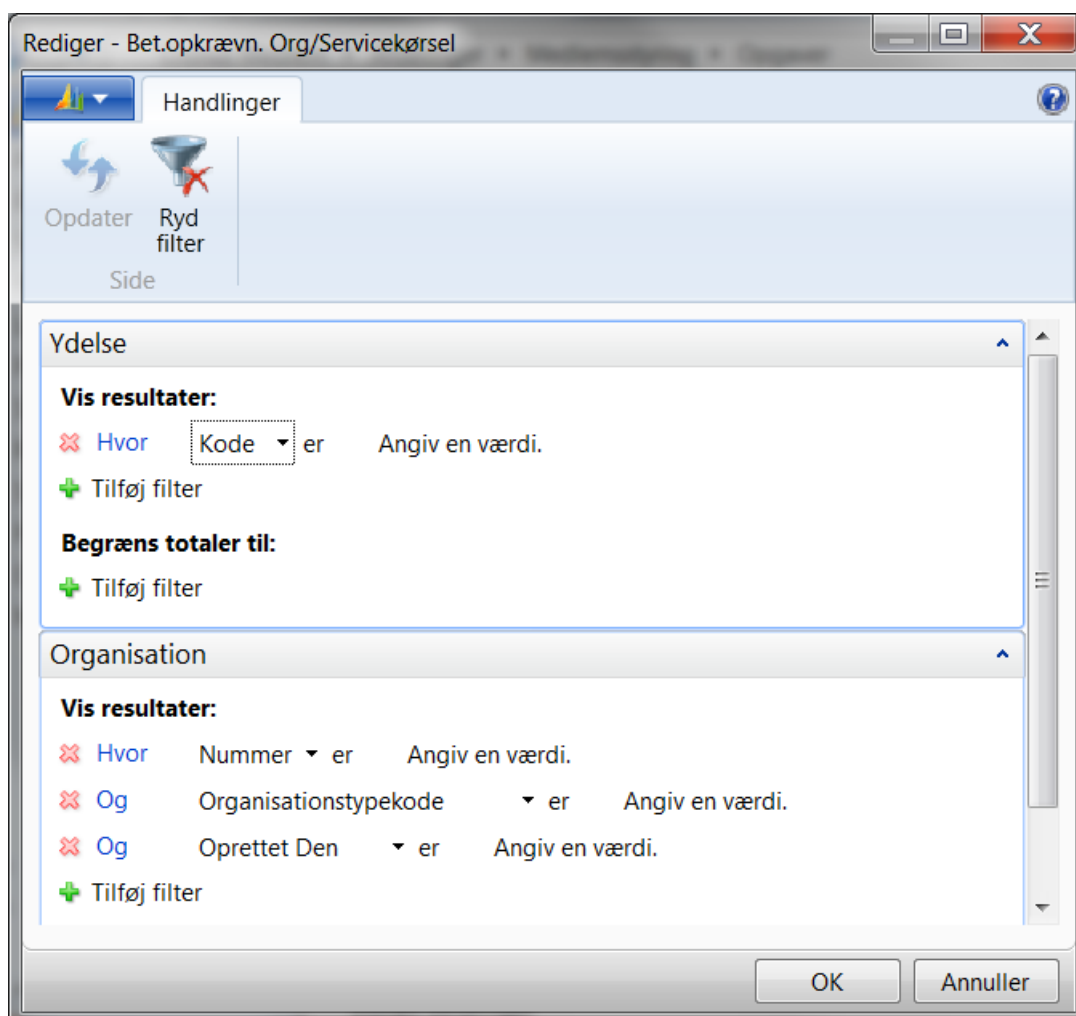 Rediger - Bet.opkrævn. Org/Servicekørsel
Handlinger
Opdater
Ryd filter
Side
Ydelse
Vis resultater:
Hvor Kode er Angiv en værdi.
Tilføj filter
Begræns totaler til:
Tilføj filter
Organisation
Vis resultater:
Hvor Nummer er Angiv en værdi.
Og Organisationstypekode er Angiv en værdi.
Og Oprettet Den er Angiv en værdi.
Tilføj filter
OK Annuller